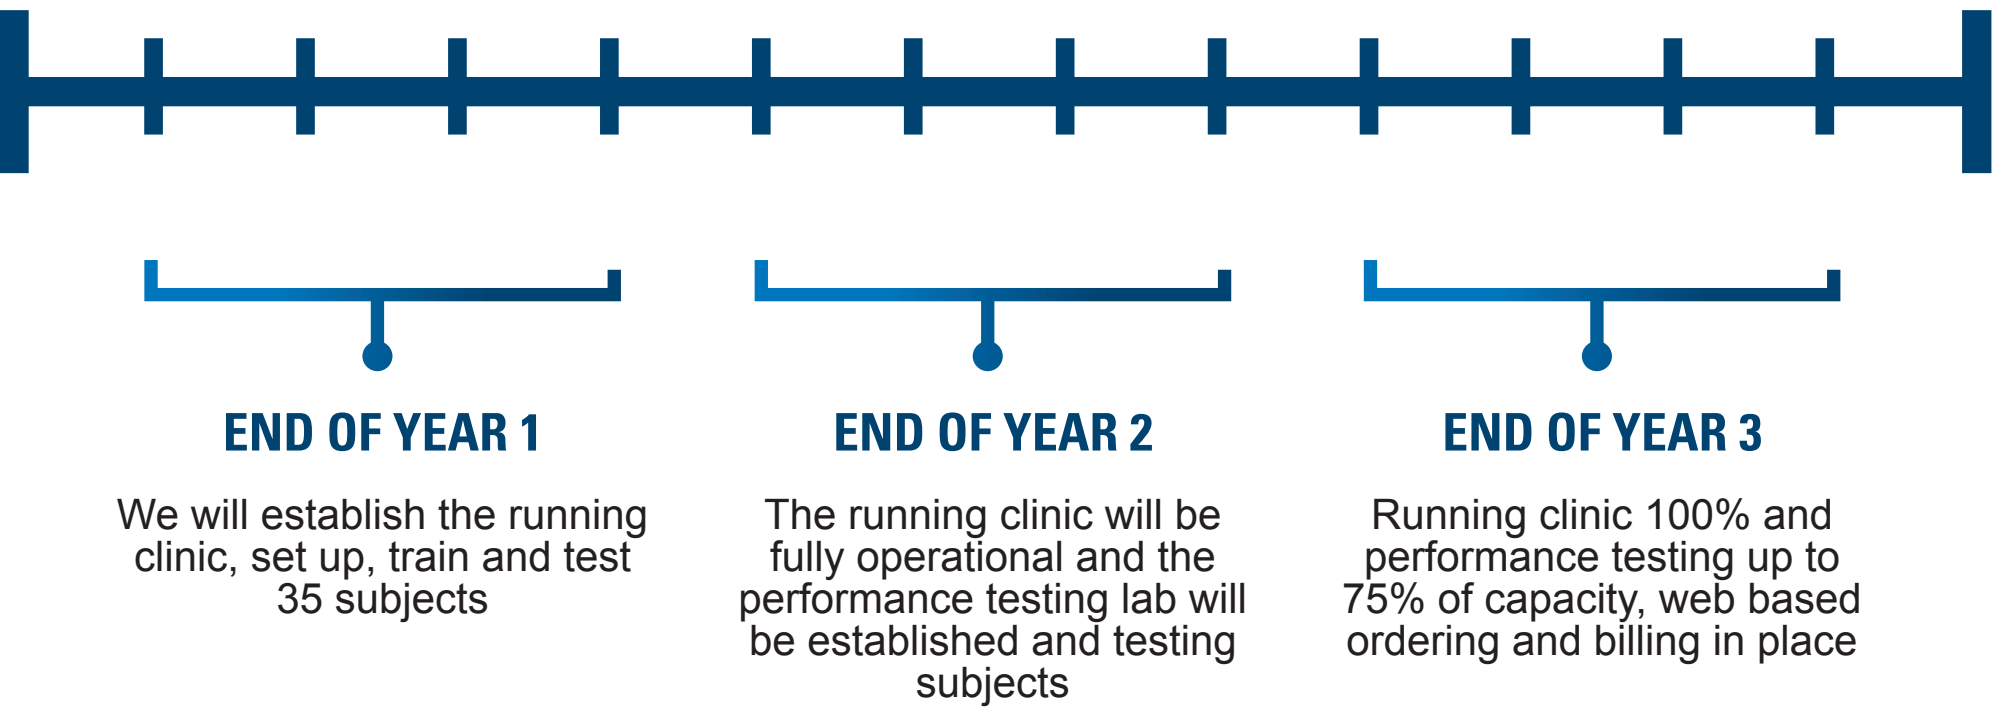 END OF YEAR 1
We will establish the running
clinic, set up, train and test
35 subjects
END OF YEAR 2
The running clinic will be
fully operational and the
performance testing lab will
be established and testing
subjects
END OF YEAR 3
Running clinic 100% and
performance testing up to
75% of capacity, web based
ordering and billing in place